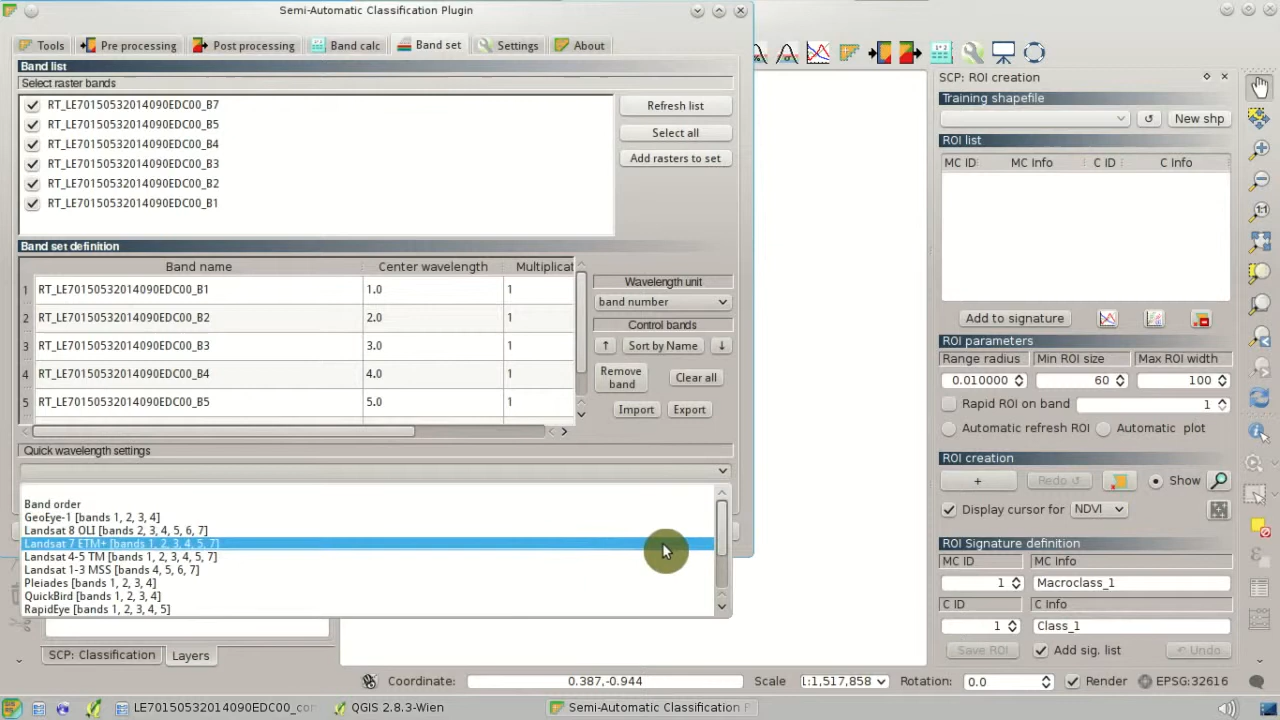 Semi-Automatic Classification Plugin
Tools
Pre processing
Post processing
Band calc
Band set
Settings
About
Band list
Select raster bands
RT_LE70150532014090EDC00_B7
RT_LE70150532014090EDC00_B5
RT_LE70150532014090EDC00_B4
RT_LE70150532014090EDC00_B3
RT_LE70150532014090EDC00_B2
RT_LE70150532014090EDC00_B1
Refresh list
Select all
Add rasters to set
Band set definition
Band name Center wavelength Multiplicat
1 RT_LE70150532014090EDC00_B1 1.0 1
2 RT_LE70150532014090EDC00_B2 2.0 1
3 RT_LE70150532014090EDC00_B3 3.0 1
4 RT_LE70150532014090EDC00_B4 4.0 1
5 RT_LE70150532014090EDC00_B5 5.0 1
Wavelength unit
band number
Control bands
↑ Sort by Name ↓
Remove
band
Clear all
Import Export
Quick wavelength settings
Band order
GeoEye-1 [bands 1, 2, 3, 4]
Landsat 8 OLI [bands 2, 3, 4, 5, 6, 7]
Landsat 7 ETM+ [bands 1, 2, 3, 4, 5, 7]
Landsat 4-5 TM [bands 1, 2, 3, 4, 5, 7]
Landsat 1-3 MSS [bands 4, 5, 6, 7]
Pleiades [bands 1, 2, 3, 4]
QuickBird [bands 1, 2, 3, 4]
RapidEye [bands 1, 2, 3, 4, 5]
SCP: Classification
Layers
SCP: ROI creation
Training shapefile
New shp
ROI list
MC ID MC Info C ID C Info
Add to signature
ROI parameters
Range radius Min ROI size Max ROI width
0.010000 60 100
Rapid ROI on band 1
Automatic refresh ROI Automatic plot
ROI creation
+ Redo ↺ Show
Display cursor for NDVI
ROI Signature definition
MC ID MC Info
1 Macroclass_1
C ID C Info
1 Class_1
Save ROI Add sig. list Undo
Coordinate: 0.387,-0.944 Scale 1:1,517,858 Rotation: 0.0 Render EPSG:32616
LE70150532014090EDC00_cor
QGIS 2.8.3-Wien
Semi-Automatic Classification P